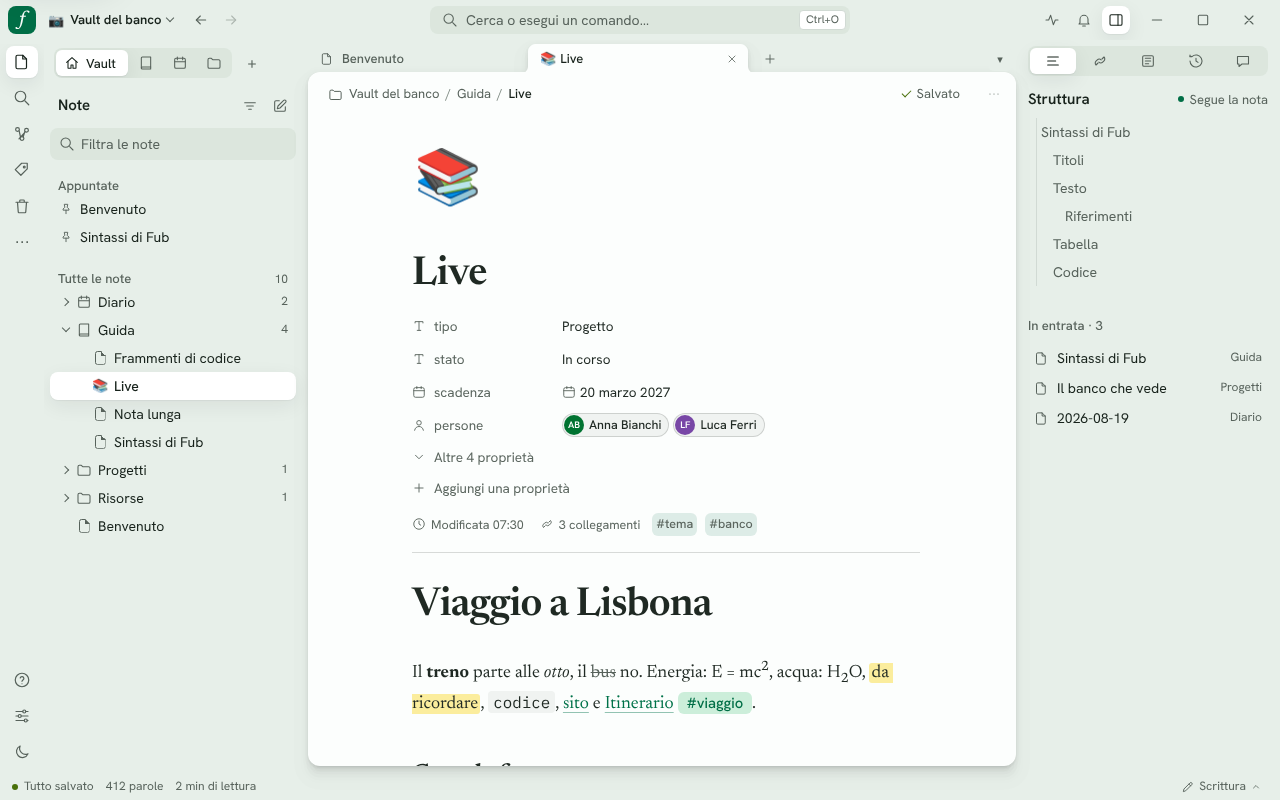 Vault del banco
Cerca o esegui un comando…
Ctrl+O
Vault
Note
Filtra le note
Appuntate
Benvenuto
Sintassi di Fub
Tutte le note 10
Diario 2
Guida 4
Frammenti di codice
Live
Nota lunga
Sintassi di Fub
Progetti 1
Risorse 1
Benvenuto
Benvenuto
Live
Vault del banco / Guida / Live
Salvato
Live
tipo Progetto
stato In corso
scadenza 20 marzo 2027
persone AB Anna Bianchi LF Luca Ferri
Altre 4 proprietà
Aggiungi una proprietà
Modificata 07:30 3 collegamenti #tema #banco
Viaggio a Lisbona
Il treno parte alle otto, il bus no. Energia: E = mc², acqua: H₂O, da
ricordare, codice, sito e Itinerario #viaggio.
Struttura
Segue la nota
Sintassi di Fub
Titoli
Testo
Riferimenti
Tabella
Codice
In entrata · 3
Sintassi di Fub Guida
Il banco che vede Progetti
2026-08-19 Diario
Tutto salvato 412 parole 2 min di lettura
Scrittura